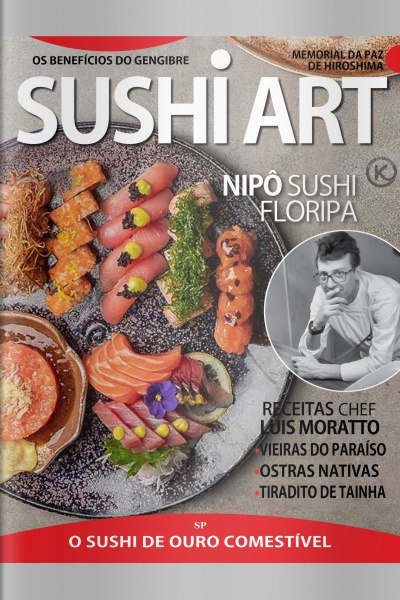 OS BENEFÍCIOS DO GENGIBRE
MEMORIAL DA PAZ
DE HIROSHIMA
SUSHI ART
K
NIPÔ SUSHI
FLORIPA
RECEITAS CHEF
LUIS MORATTO
•VIEIRAS DO PARAÍSO
•OSTRAS NATIVAS
•TIRADITO DE TAINHA
SP
O SUSHI DE OURO COMESTÍVEL